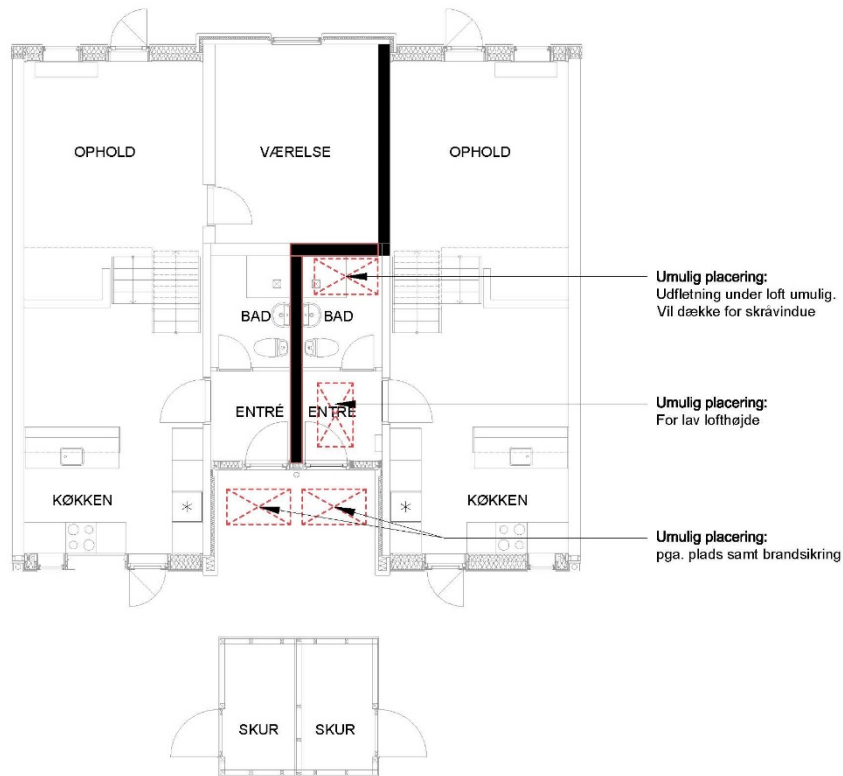 OPHOLD
VÆRELSE
OPHOLD
Umulig placering:
Udfletning under loft umulig.
Vil dække for skråvindue
BAD
BAD
Umulig placering:
For lav lofthøjde
ENTRÉ
ENTRÉ
KØKKEN
KØKKEN
Umulig placering:
pga. plads samt brandsikring
SKUR
SKUR